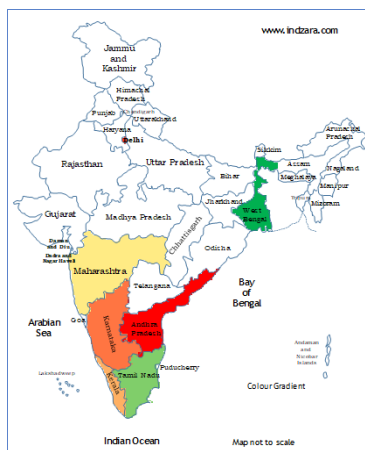 www.indzara.com
Jammu
and
Kashmir
Himachal
Pradesh
Punjab
Chandigarh
Uttarakhand
Haryana
Delhi
Arunachal
Pradesh
Sikkim
Rajasthan
Uttar Pradesh
Assam
Nagaland
Bihar
Meghalaya
Manipur
Tripura
Mizoram
Gujarat
Madhya Pradesh
Jharkhand
West
Bengal
Chhattisgarh
Daman
and Diu
Dadra and
Nagar Haveli
Odisha
Maharashtra
Telangana
Bay
of
Bengal
Arabian
Sea
Goa
Karnataka
Andhra
Pradesh
Andaman
and
Nicobar
Islands
Puducherry
Lakshadweep
Kerala
Tamil Nadu
Colour Gradient
Indian Ocean
Map not to scale